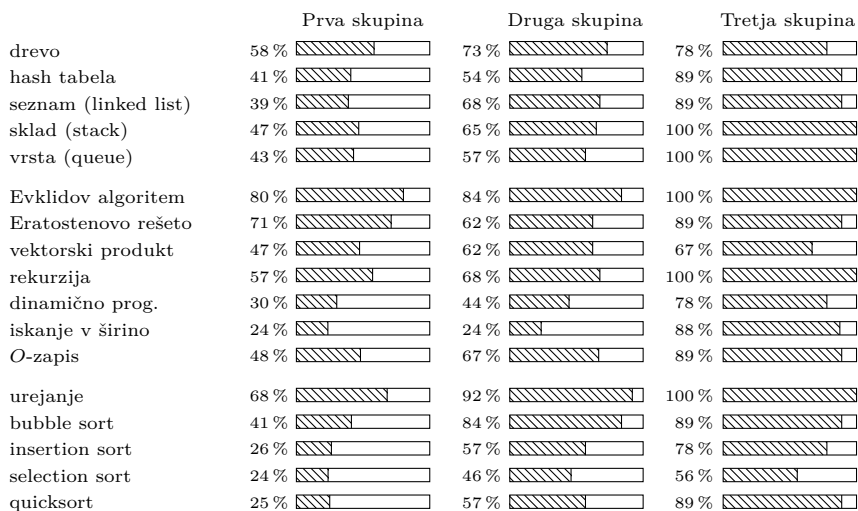 Prva skupina Druga skupina Tretja skupina
drevo 58 % 73 % 78 %
hash tabela 41 % 54 % 89 %
seznam (linked list) 39 % 68 % 89 %
sklad (stack) 47 % 65 % 100 %
vrsta (queue) 43 % 57 % 100 %
Evklidov algoritem 80 % 84 % 100 %
Eratostenovo rešeto 71 % 62 % 89 %
vektorski produkt 47 % 62 % 67 %
rekurzija 57 % 68 % 100 %
dinamično prog. 30 % 44 % 78 %
iskanje v širino 24 % 24 % 88 %
O-zapis 48 % 67 % 89 %
urejanje 68 % 92 % 100 %
bubble sort 41 % 84 % 89 %
insertion sort 26 % 57 % 78 %
selection sort 24 % 46 % 56 %
quicksort 25 % 57 % 89 %